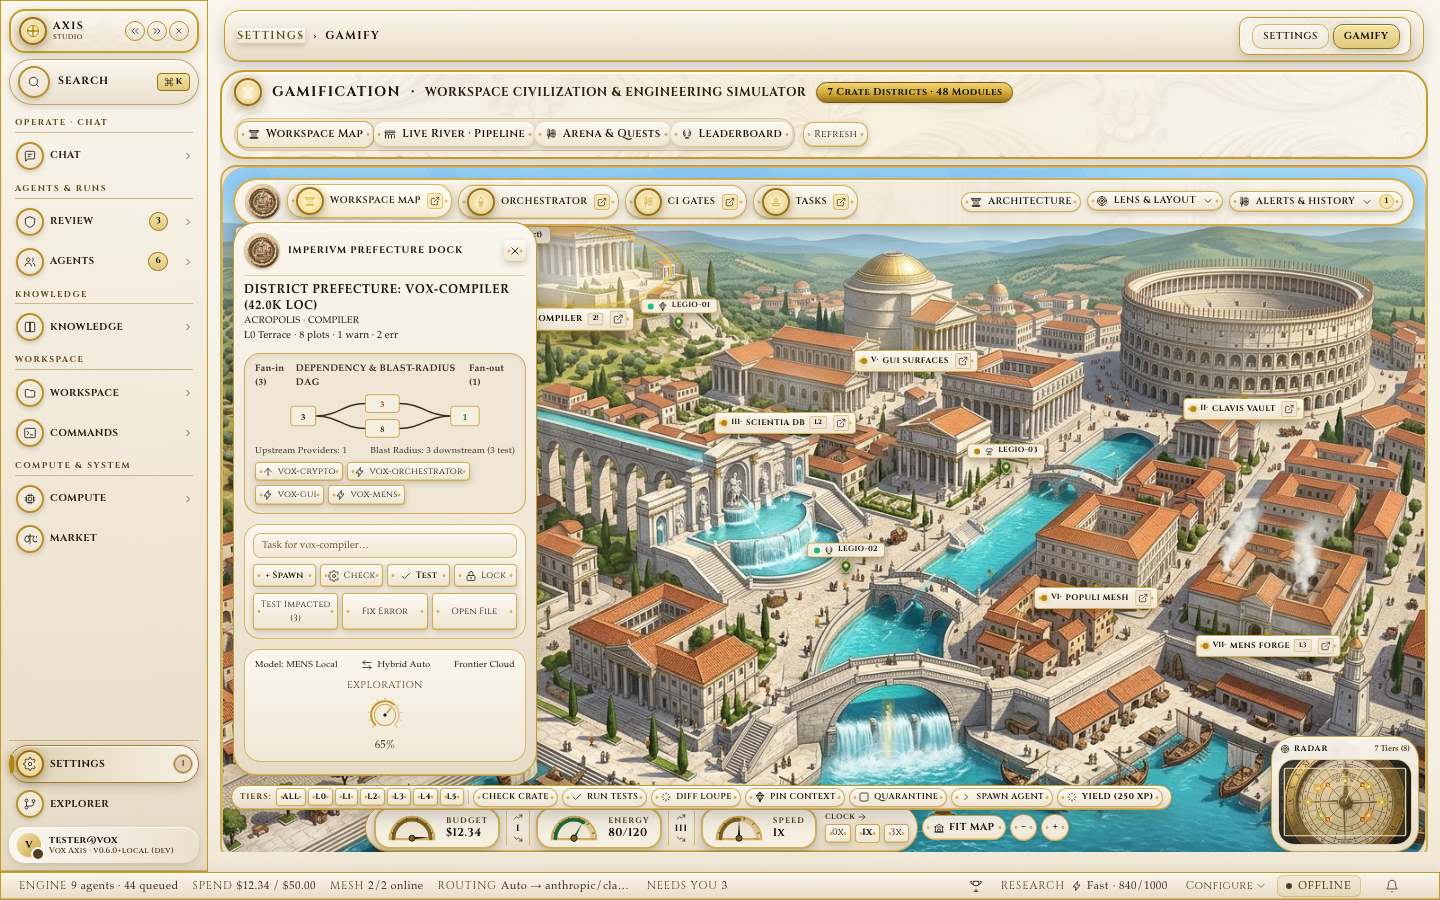 AXIS
STUDIO
SEARCH
⌘ K
OPERATE · CHAT
CHAT
AGENTS & RUNS
REVIEW 3
AGENTS 6
KNOWLEDGE
KNOWLEDGE
WORKSPACE
WORKSPACE
COMMANDS
COMPUTE & SYSTEM
COMPUTE
MARKET
SETTINGS 1
EXPLORER
V
TESTER@VOX
VOX AXIS · V0.6.0+LOCAL (DEV)
SETTINGS › GAMIFY
SETTINGS GAMIFY
GAMIFICATION · WORKSPACE CIVILIZATION & ENGINEERING SIMULATOR 7 CRATE DISTRICTS · 48 MODULES
WORKSPACE MAP LIVE RIVER · PIPELINE ARENA & QUESTS LEADERBOARD REFRESH
WORKSPACE MAP ORCHESTRATOR CI GATES TASKS ARCHITECTURE LENS & LAYOUT ALERTS & HISTORY 1
IMPERIVM PREFECTURE DOCK
DISTRICT PREFECTURE: VOX-COMPILER
(42.0K LOC)
ACROPOLIS · COMPILER
L0 Terrace · 8 plots · 1 warn · 2 err
Fan-in (3) DEPENDENCY & BLAST-RADIUS DAG Fan-out (1)
3 3 8 1
Upstream Providers: 1 Blast Radius: 3 downstream (3 test)
VOX-CRYPTO VOX-ORCHESTRATOR
VOX-GUI VOX-MENS
Task for vox-compiler...
+ SPAWN CHECK TEST LOCK
TEST IMPACTED (3) FIX ERROR OPEN FILE
Model: MENS Local Hybrid Auto Frontier Cloud
EXPLORATION
65%
OMPILER 2!
LEGIO-01
V· GUI SURFACES
II· CLAVIS VAULT
III· SCIENTIA DB L2
LEGIO-03
LEGIO-02
VI· POPULI MESH
VII· MENS FORGE L3
RADAR 7 Tiers (8)
TIERS: ALL L0 L1 L2 L3 L4 L5 CHECK CRATE RUN TESTS DIFF LOUPE PIN CONTEXT QUARANTINE SPAWN AGENT YIELD (250 XP)
BUDGET
$12.34
I
ENERGY
80/120
III
SPEED
1X
CLOCK →
0X 1X 3X
FIT MAP − +
ENGINE 9 agents · 44 queued SPEND $12.34 / $50.00 MESH 2/2 online ROUTING Auto → anthropic/cla... NEEDS YOU 3 RESEARCH Fast · 840/1000 CONFIGURE OFFLINE